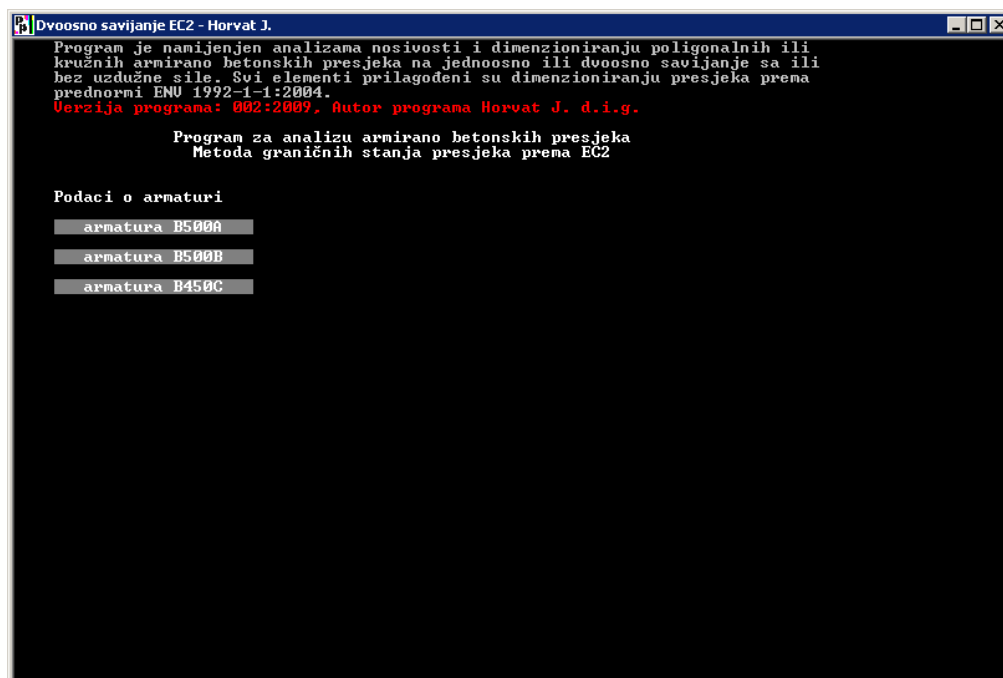 Dvoosno savijanje EC2 - Horvat J.
Program je namijenjen analizama nosivosti i dimenzioniranju poligonalnih ili
kružnih armirano betonskih presjeka na jednoosno ili dvoosno savijanje sa ili
bez uzdužne sile. Svi elementi prilagođeni su dimenzioniranju presjeka prema
prednormi ENV 1992-1-1:2004.
Verzija programa: 002:2009, Autor programa Horvat J. d.i.g.
Program za analizu armirano betonskih presjeka
Metoda graničnih stanja presjeka prema EC2
Podaci o armaturi
armatura B500A
armatura B500B
armatura B450C